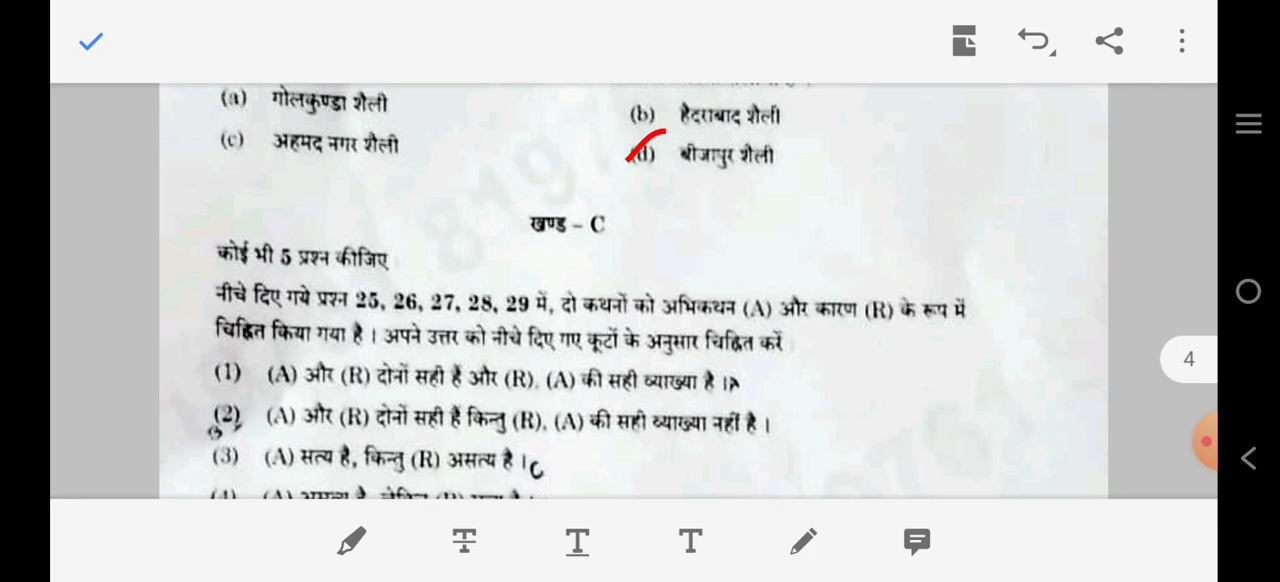 (a) गोलकुण्डा शैली
(b) हैदराबाद शैली
(c) अहमद नगर शैली
(d) बीजापुर शैली
खण्ड – C
कोई भी 5 प्रश्न कीजिए
नीचे दिए गये प्रश्न 25, 26, 27, 28, 29 में, दो कथनों को अभिकथन (A) और कारण (R) के रूप में
चिह्नित किया गया है । अपने उत्तर को नीचे दिए गए कूटों के अनुसार चिह्नित करें
(1) (A) और (R) दोनों सही हैं और (R), (A) की सही व्याख्या है ।A
(2) (A) और (R) दोनों सही हैं किन्तु (R), (A) की सही व्याख्या नहीं है ।
(3) (A) सत्य है, किन्तु (R) असत्य है । C
4